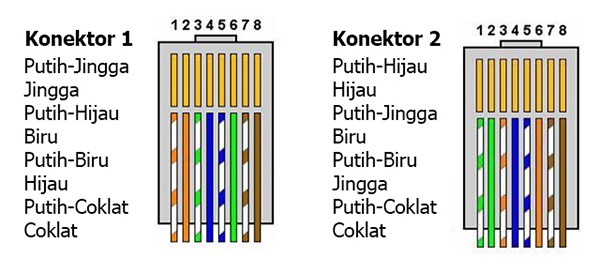 Konektor 1
Putih-Jingga
Jingga
Putih-Hijau
Biru
Putih-Biru
Hijau
Putih-Coklat
Coklat
1 2 3 4 5 6 7 8
Konektor 2
Putih-Hijau
Hijau
Putih-Jingga
Biru
Putih-Biru
Jingga
Putih-Coklat
Coklat
1 2 3 4 5 6 7 8